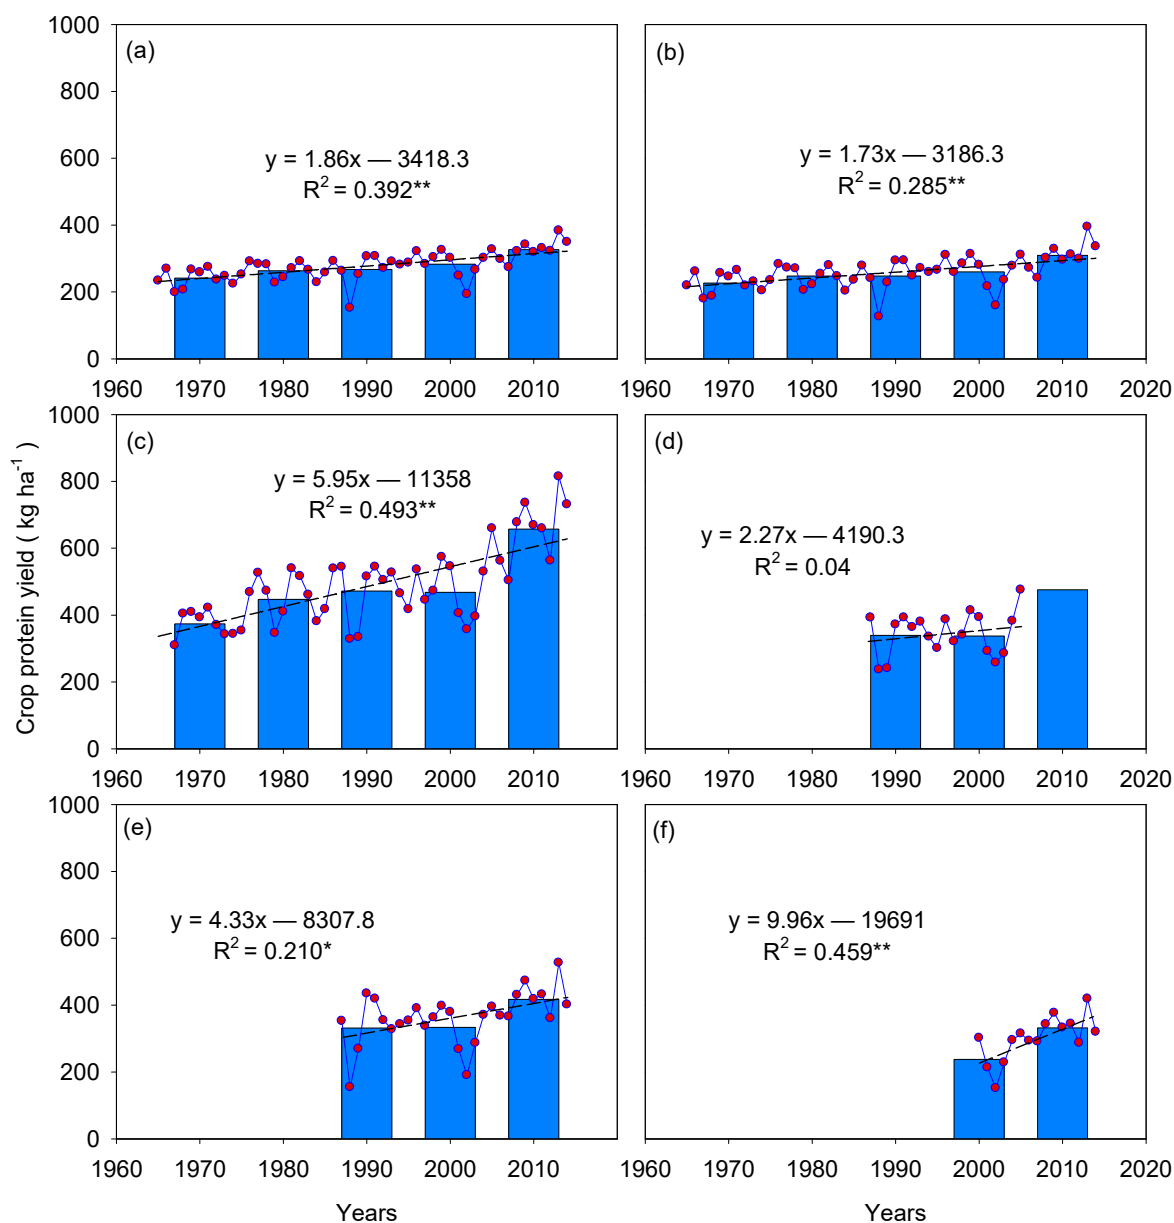 1000
800
600
400
200
0
(a)
y = 1.86x — 3418.3
R² = 0.392**
1960 1970 1980 1990 2000 2010
(b)
y = 1.73x — 3186.3
R² = 0.285**
1960 1970 1980 1990 2000 2010 2020
Crop protein yield ( kg ha⁻¹ )
1000
800
600
400
200
0
(c)
y = 5.95x — 11358
R² = 0.493**
1960 1970 1980 1990 2000 2010
(d)
y = 2.27x — 4190.3
R² = 0.04
1960 1970 1980 1990 2000 2010 2020
1000
800
600
400
200
0
(e)
y = 4.33x — 8307.8
R² = 0.210*
1960 1970 1980 1990 2000 2010
Years
(f)
y = 9.96x — 19691
R² = 0.459**
1960 1970 1980 1990 2000 2010 2020
Years